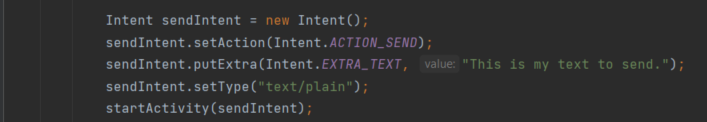 Intent sendIntent = new Intent();
sendIntent.setAction(Intent.ACTION_SEND);
sendIntent.putExtra(Intent.EXTRA_TEXT, value: "This is my text to send.");
sendIntent.setType("text/plain");
startActivity(sendIntent);